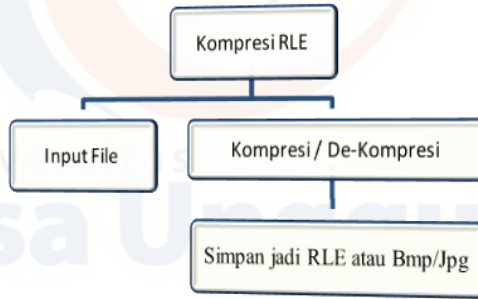 Kompresi RLE
Input File
Kompresi / De-Kompresi
Simpan jadi RLE atau Bmp/Jpg